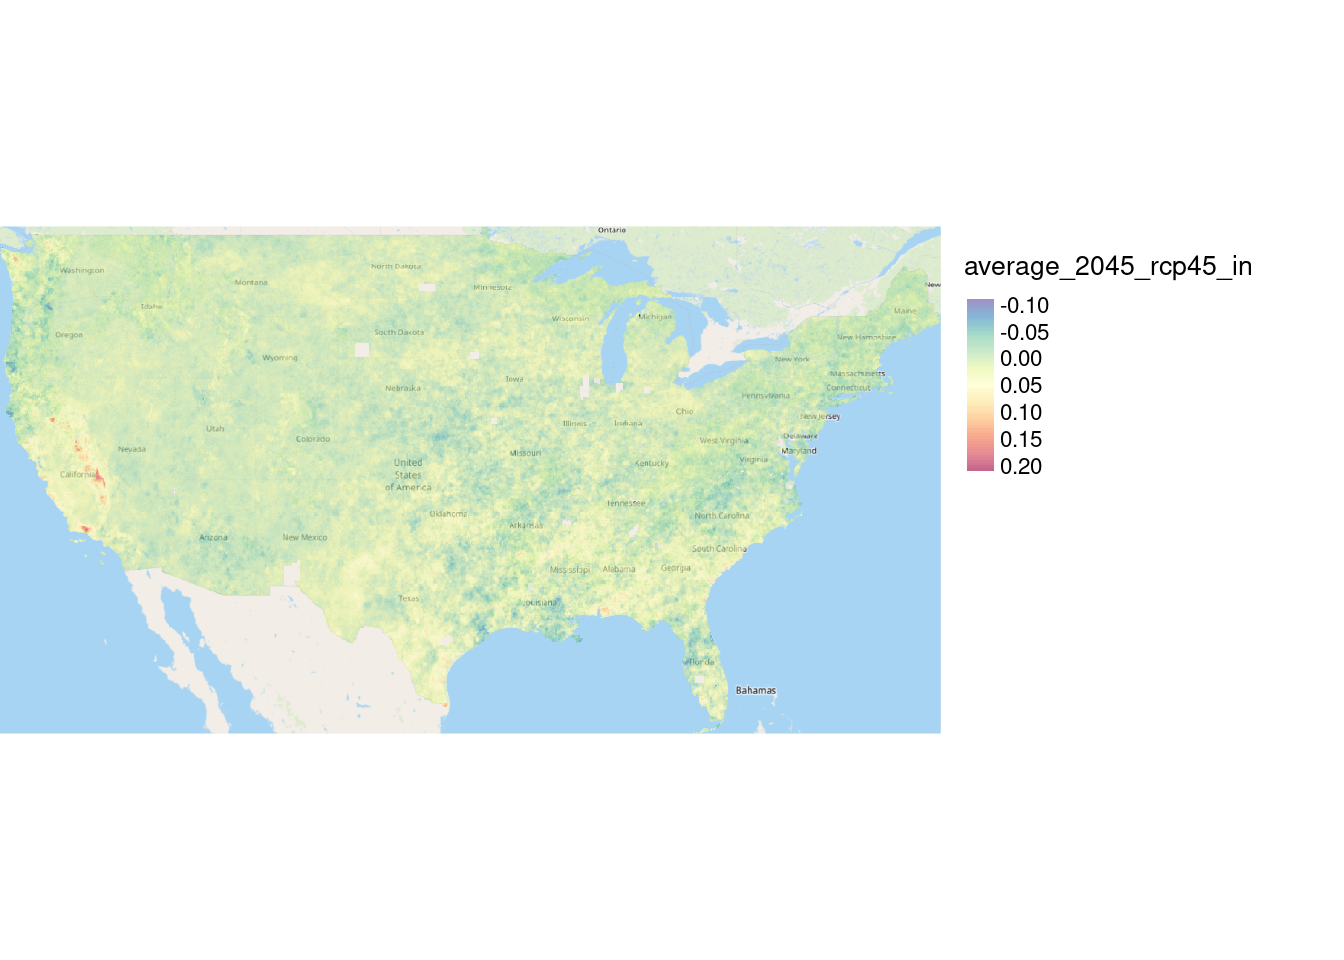 Ontario
Washington
North Dakota
Montana
New
Minnesota
Idaho
Maine
Wisconsin
Michigan
Oregon
South Dakota
New Hampshire
Wyoming
New York
Massachusetts
Iowa
Nebraska
Connecticut
Pennsylvania
Ohio
New Jersey
Illinois
Indiana
Utah
Colorado
West Virginia
Delaware
Nevada
Missouri
Maryland
Kentucky
Virginia
United
States
of America
California
Tennessee
Oklahoma
North Carolina
Arkansas
Arizona
New Mexico
South Carolina
Mississippi
Alabama
Georgia
Texas
Louisiana
Florida
Bahamas
average_2045_rcp45_in
-0.10
-0.05
0.00
0.05
0.10
0.15
0.20